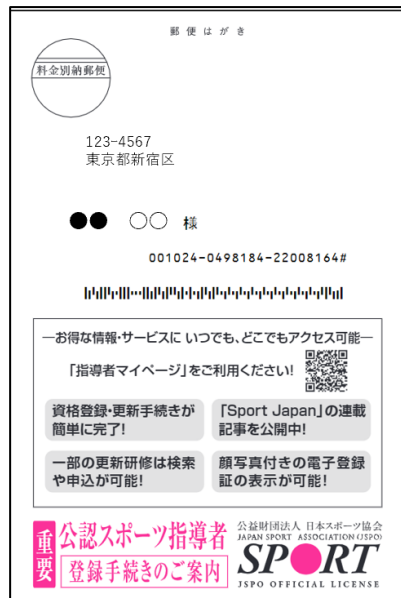 郵便はがき
料金別納郵便
123-4567
東京都新宿区
●● ○○ 様
001024-0498184-22008164#
―お得な情報・サービスに いつでも、どこでもアクセス可能―
「指導者マイページ」をご利用ください!
資格登録・更新手続きが
簡単に完了!
「Sport Japan」の連載
記事を公開中!
一部の更新研修は検索
や申込が可能!
顔写真付きの電子登録
証の表示が可能!
重要
公認スポーツ指導者
登録手続きのご案内
公益財団法人 日本スポーツ協会
JAPAN SPORT ASSOCIATION (JSPO)
SPORT
JSPO OFFICIAL LICENSE